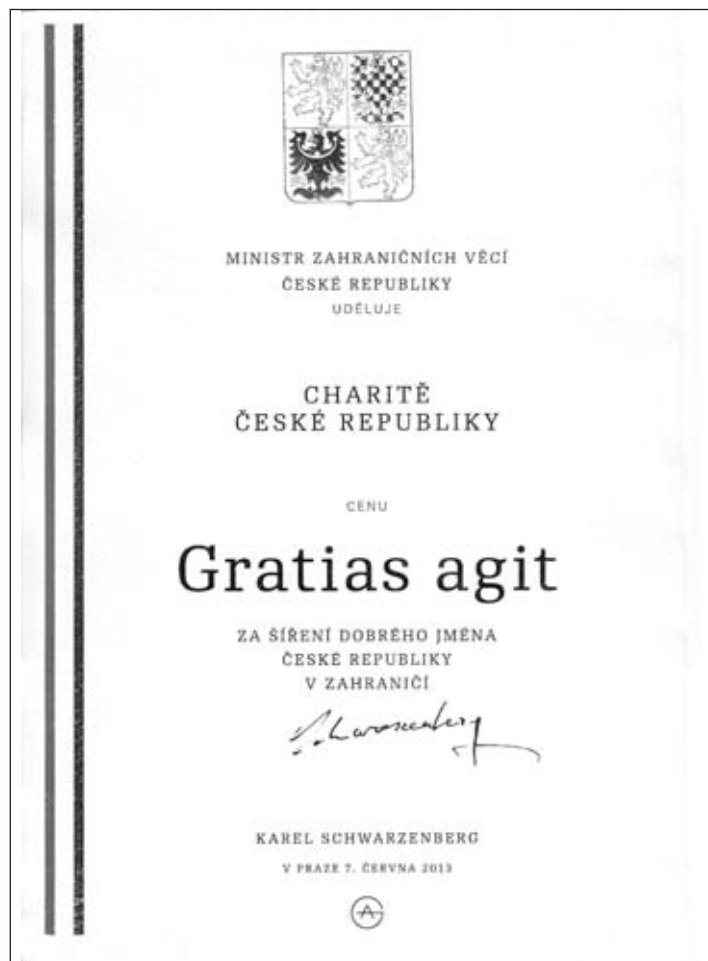 MINISTR ZAHRANIČNÍCH VĚCÍ
ČESKÉ REPUBLIKY
UDĚLUJE
CHARITĚ
ČESKÉ REPUBLIKY
CENU
Gratias agit
ZA ŠÍŘENÍ DOBRÉHO JMÉNA
ČESKÉ REPUBLIKY
V ZAHRANIČÍ
Schwarzenberg
KAREL SCHWARZENBERG
V PRAZE 7. ČERVNA 2013